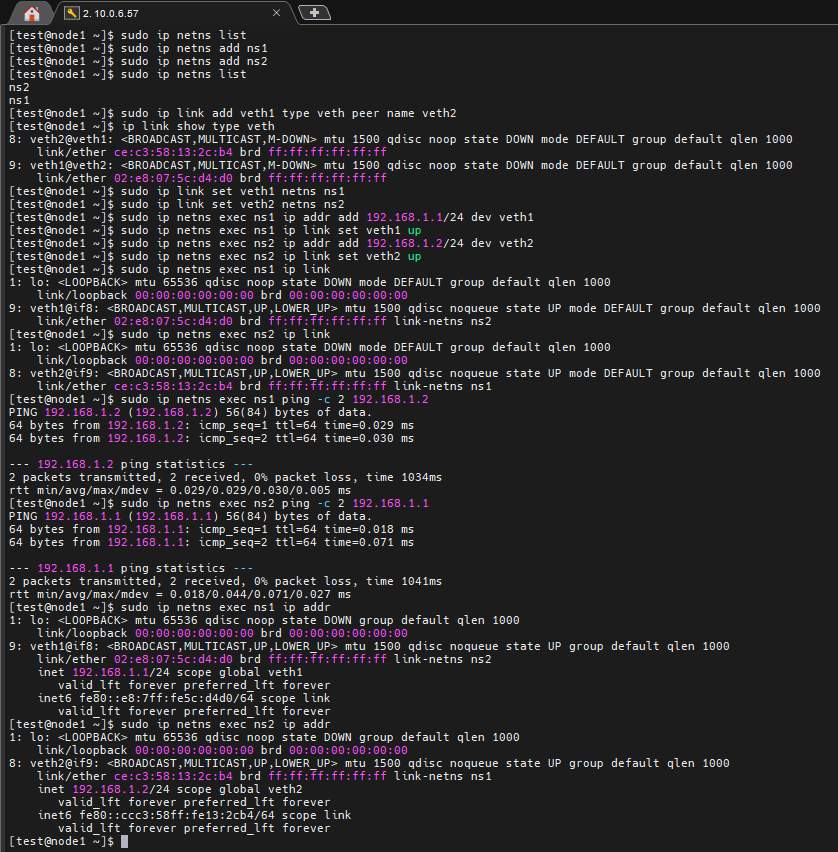 2. 10.0.6.57
[test@node1 ~]$ sudo ip netns list
[test@node1 ~]$ sudo ip netns add ns1
[test@node1 ~]$ sudo ip netns add ns2
[test@node1 ~]$ sudo ip netns list
ns2
ns1
[test@node1 ~]$ sudo ip link add veth1 type veth peer name veth2
[test@node1 ~]$ ip link show type veth
8: veth2@veth1: <BROADCAST,MULTICAST,M-DOWN> mtu 1500 qdisc noop state DOWN mode DEFAULT group default qlen 1000
    link/ether ce:c3:58:13:2c:b4 brd ff:ff:ff:ff:ff:ff
9: veth1@veth2: <BROADCAST,MULTICAST,M-DOWN> mtu 1500 qdisc noop state DOWN mode DEFAULT group default qlen 1000
    link/ether 02:e8:07:5c:d4:d0 brd ff:ff:ff:ff:ff:ff
[test@node1 ~]$ sudo ip link set veth1 netns ns1
[test@node1 ~]$ sudo ip link set veth2 netns ns2
[test@node1 ~]$ sudo ip netns exec ns1 ip addr add 192.168.1.1/24 dev veth1
[test@node1 ~]$ sudo ip netns exec ns1 ip link set veth1 up
[test@node1 ~]$ sudo ip netns exec ns2 ip addr add 192.168.1.2/24 dev veth2
[test@node1 ~]$ sudo ip netns exec ns2 ip link set veth2 up
[test@node1 ~]$ sudo ip netns exec ns1 ip link
1: lo: <LOOPBACK> mtu 65536 qdisc noop state DOWN mode DEFAULT group default qlen 1000
    link/loopback 00:00:00:00:00:00 brd 00:00:00:00:00:00
9: veth1@if8: <BROADCAST,MULTICAST,UP,LOWER_UP> mtu 1500 qdisc noqueue state UP mode DEFAULT group default qlen 1000
    link/ether 02:e8:07:5c:d4:d0 brd ff:ff:ff:ff:ff:ff link-netns ns2
[test@node1 ~]$ sudo ip netns exec ns2 ip link
1: lo: <LOOPBACK> mtu 65536 qdisc noop state DOWN mode DEFAULT group default qlen 1000
    link/loopback 00:00:00:00:00:00 brd 00:00:00:00:00:00
8: veth2@if9: <BROADCAST,MULTICAST,UP,LOWER_UP> mtu 1500 qdisc noqueue state UP mode DEFAULT group default qlen 1000
    link/ether ce:c3:58:13:2c:b4 brd ff:ff:ff:ff:ff:ff link-netns ns1
[test@node1 ~]$ sudo ip netns exec ns1 ping -c 2 192.168.1.2
PING 192.168.1.2 (192.168.1.2) 56(84) bytes of data.
64 bytes from 192.168.1.2: icmp_seq=1 ttl=64 time=0.029 ms
64 bytes from 192.168.1.2: icmp_seq=2 ttl=64 time=0.030 ms

--- 192.168.1.2 ping statistics ---
2 packets transmitted, 2 received, 0% packet loss, time 1034ms
rtt min/avg/max/mdev = 0.029/0.029/0.030/0.005 ms
[test@node1 ~]$ sudo ip netns exec ns2 ping -c 2 192.168.1.1
PING 192.168.1.1 (192.168.1.1) 56(84) bytes of data.
64 bytes from 192.168.1.1: icmp_seq=1 ttl=64 time=0.018 ms
64 bytes from 192.168.1.1: icmp_seq=2 ttl=64 time=0.071 ms

--- 192.168.1.1 ping statistics ---
2 packets transmitted, 2 received, 0% packet loss, time 1041ms
rtt min/avg/max/mdev = 0.018/0.044/0.071/0.027 ms
[test@node1 ~]$ sudo ip netns exec ns1 ip addr
1: lo: <LOOPBACK> mtu 65536 qdisc noop state DOWN group default qlen 1000
    link/loopback 00:00:00:00:00:00 brd 00:00:00:00:00:00
9: veth1@if8: <BROADCAST,MULTICAST,UP,LOWER_UP> mtu 1500 qdisc noqueue state UP group default qlen 1000
    link/ether 02:e8:07:5c:d4:d0 brd ff:ff:ff:ff:ff:ff link-netns ns2
    inet 192.168.1.1/24 scope global veth1
       valid_lft forever preferred_lft forever
    inet6 fe80::e8:7ff:fe5c:d4d0/64 scope link
       valid_lft forever preferred_lft forever
[test@node1 ~]$ sudo ip netns exec ns2 ip addr
1: lo: <LOOPBACK> mtu 65536 qdisc noop state DOWN group default qlen 1000
    link/loopback 00:00:00:00:00:00 brd 00:00:00:00:00:00
8: veth2@if9: <BROADCAST,MULTICAST,UP,LOWER_UP> mtu 1500 qdisc noqueue state UP group default qlen 1000
    link/ether ce:c3:58:13:2c:b4 brd ff:ff:ff:ff:ff:ff link-netns ns1
    inet 192.168.1.2/24 scope global veth2
       valid_lft forever preferred_lft forever
    inet6 fe80::ccc3:58ff:fe13:2cb4/64 scope link
       valid_lft forever preferred_lft forever
[test@node1 ~]$